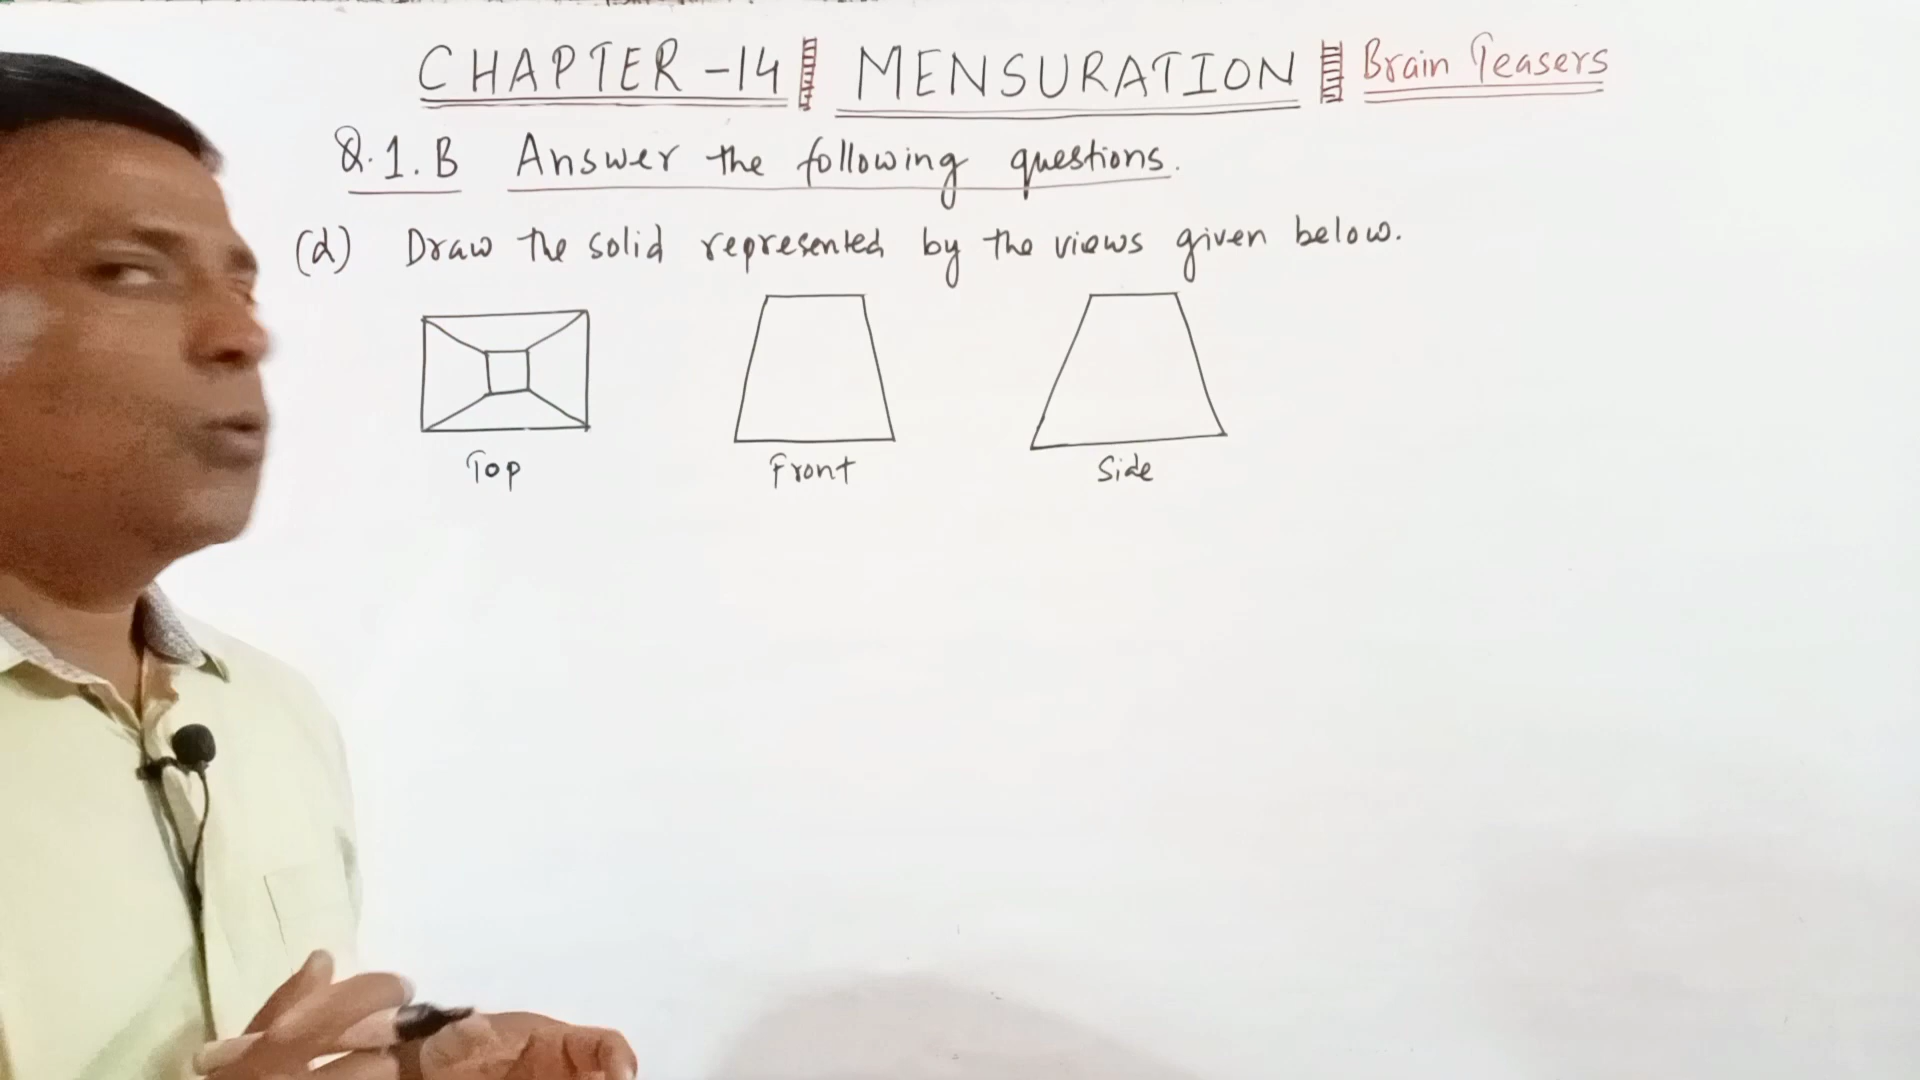 CHAPTER -14 MENSURATION Brain Teasers
Q.1.B Answer the following questions.
(d) Draw the solid represented by the views given below.
Top Front Side